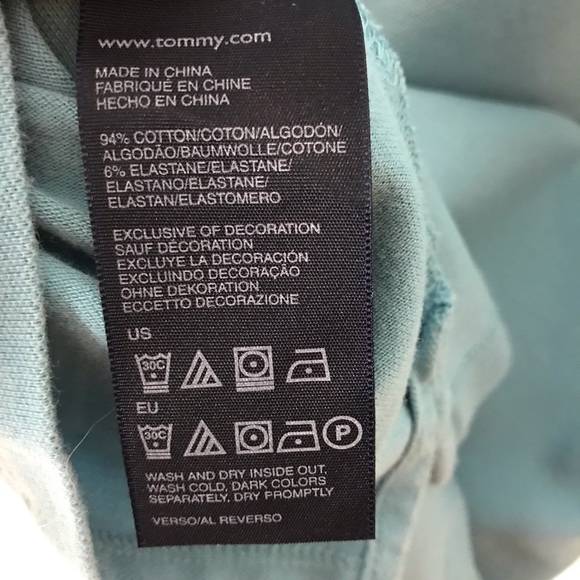 www.tommy.com
MADE IN CHINA
FABRIQUÉ EN CHINE
HECHO EN CHINA
94% COTTON/COTON/ALGODÓN/
ALGODÃO/BAUMWOLLE/COTONE
6% ELASTANE/ELASTANE/
ELASTANO/ELASTANE/
ELASTAN/ELASTOMERO
EXCLUSIVE OF DECORATION
SAUF DÉCORATION
EXCLUYE LA DECORACIÓN
EXCLUINDO DECORAÇÃO
OHNE DEKORATION
ECCETTO DECORAZIONE
US
30C
EU
30C P
WASH AND DRY INSIDE OUT,
WASH COLD, DARK COLORS
SEPARATELY, DRY PROMPTLY
VERSO/AL REVERSO